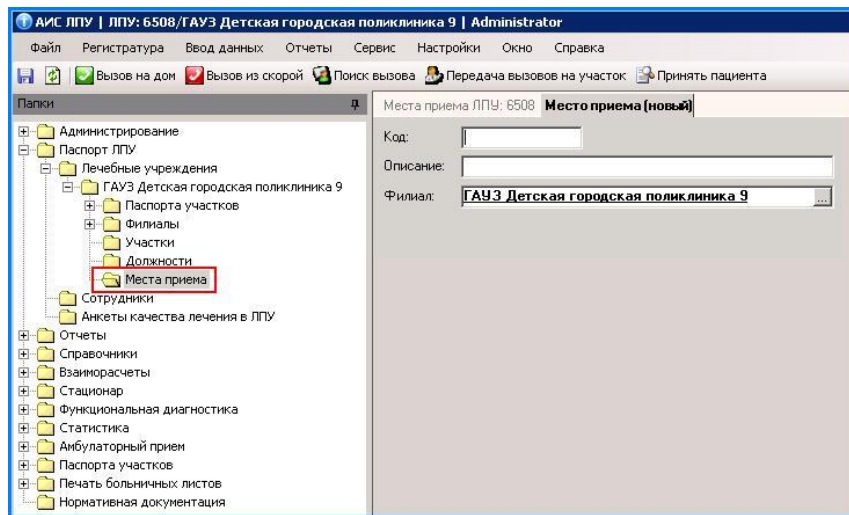 АИС ЛПУ | ЛПУ: 6508/ГАУЗ Детская городская поликлиника 9 | Administrator
Файл Регистратура Ввод данных Отчеты Сервис Настройки Окно Справка
Вызов на дом Вызов из скорой Поиск вызова Передача вызовов на участок Принять пациента
Папки
Места приема ЛПУ: 6508 Место приема (новый)
Администрирование
Паспорт ЛПУ
Лечебные учреждения
ГАУЗ Детская городская поликлиника 9
Паспорта участков
Филиалы
Участки
Должности
Места приема
Сотрудники
Анкеты качества лечения в ЛПУ
Отчеты
Справочники
Взаиморасчеты
Стационар
Функциональная диагностика
Статистика
Амбулаторный прием
Паспорта участков
Печать больничных листов
Нормативная документация
Код:
Описание:
Филиал: ГАУЗ Детская городская поликлиника 9 ...